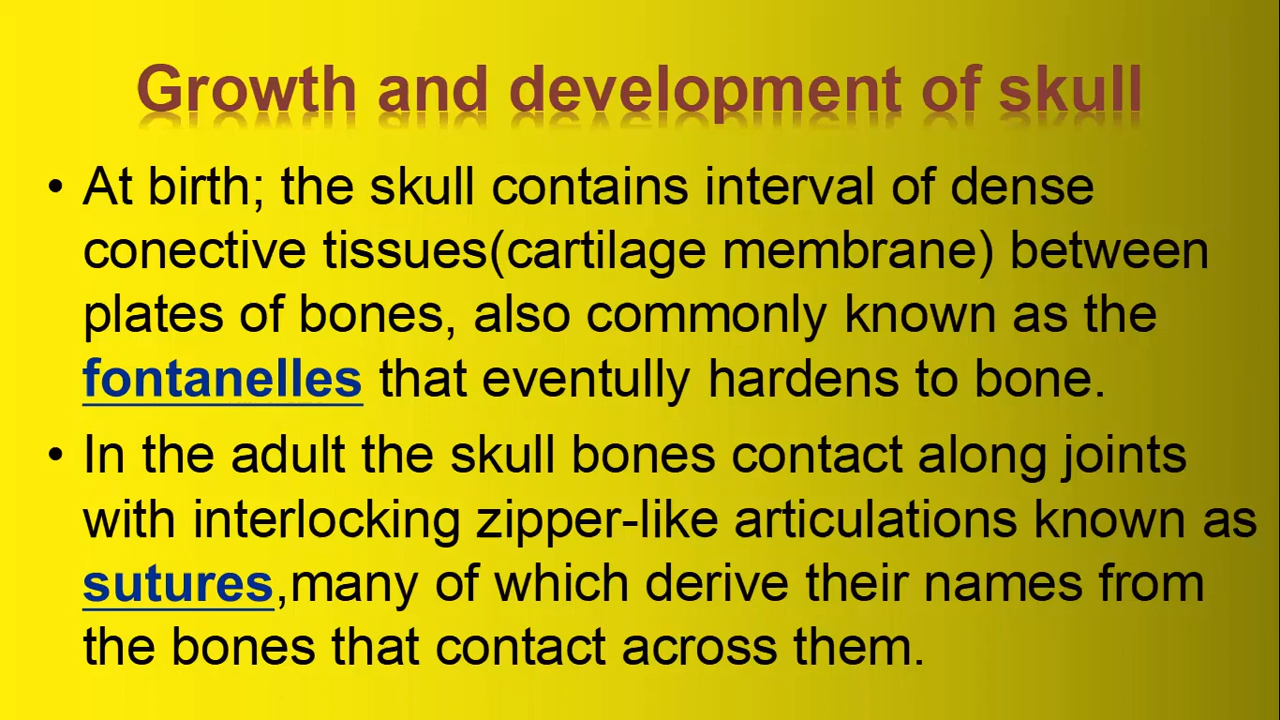 Growth and development of skull
• At birth; the skull contains interval of dense
conective tissues(cartilage membrane) between
plates of bones, also commonly known as the
fontanelles that eventully hardens to bone.
• In the adult the skull bones contact along joints
with interlocking zipper-like articulations known as
sutures,many of which derive their names from
the bones that contact across them.